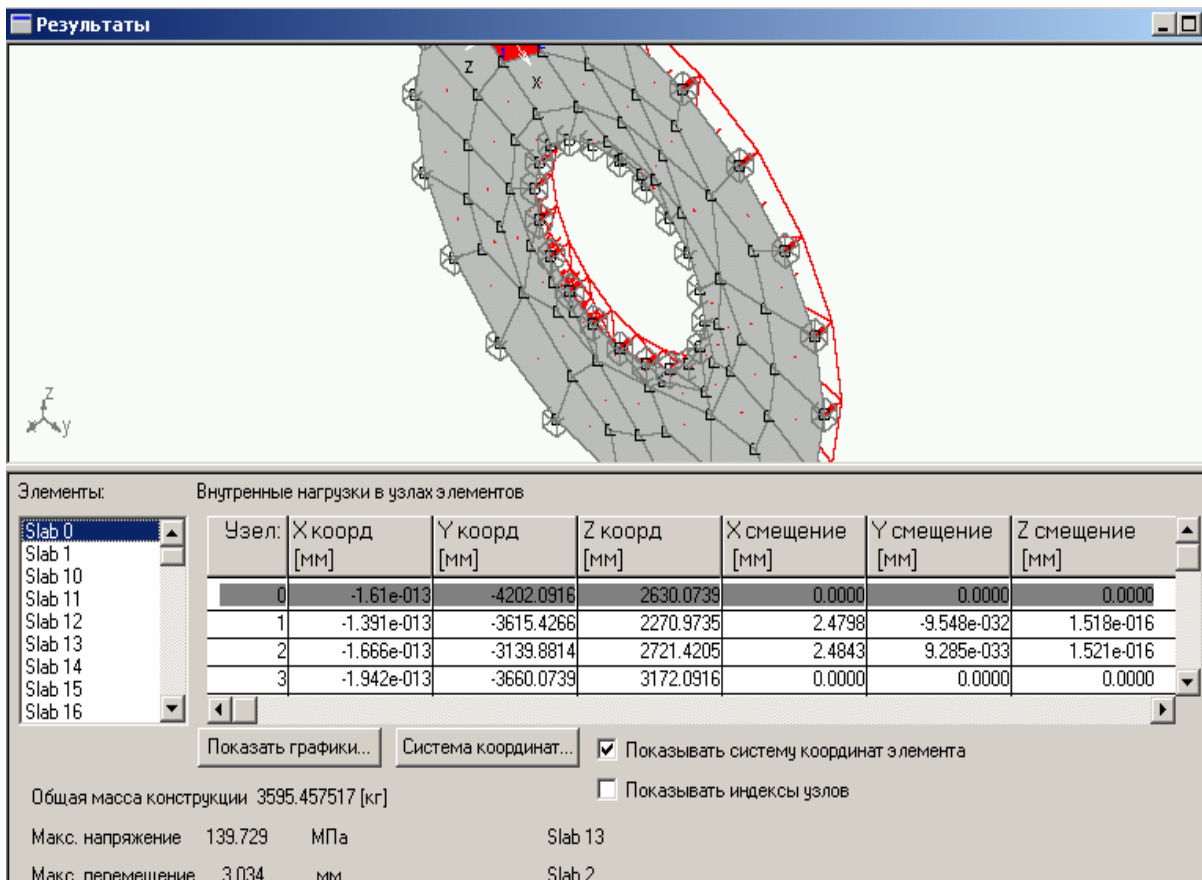 Результаты
Z
X
z
x y
Элементы:
Внутренные нагрузки в узлах элементов
Slab 0
Slab 1
Slab 10
Slab 11
Slab 12
Slab 13
Slab 14
Slab 15
Slab 16
Узел: X коорд [мм] Y коорд [мм] Z коорд [мм] X смещение [мм] Y смещение [мм] Z смещение [мм]
0 -1.61e-013 -4202.0916 2630.0739 0.0000 0.0000 0.0000
1 -1.391e-013 -3615.4266 2270.9735 2.4798 -9.548e-032 1.518e-016
2 -1.666e-013 -3139.8814 2721.4205 2.4843 9.285e-033 1.521e-016
3 -1.942e-013 -3660.0739 3172.0916 0.0000 0.0000 0.0000
Показать графики... Система координат... Показывать систему координат элемента
Показывать индексы узлов
Общая масса конструкции 3595.457517 [кг]
Макс. напряжение 139.729 МПа Slab 13
Макс. перемещение 3.034 мм Slab 2